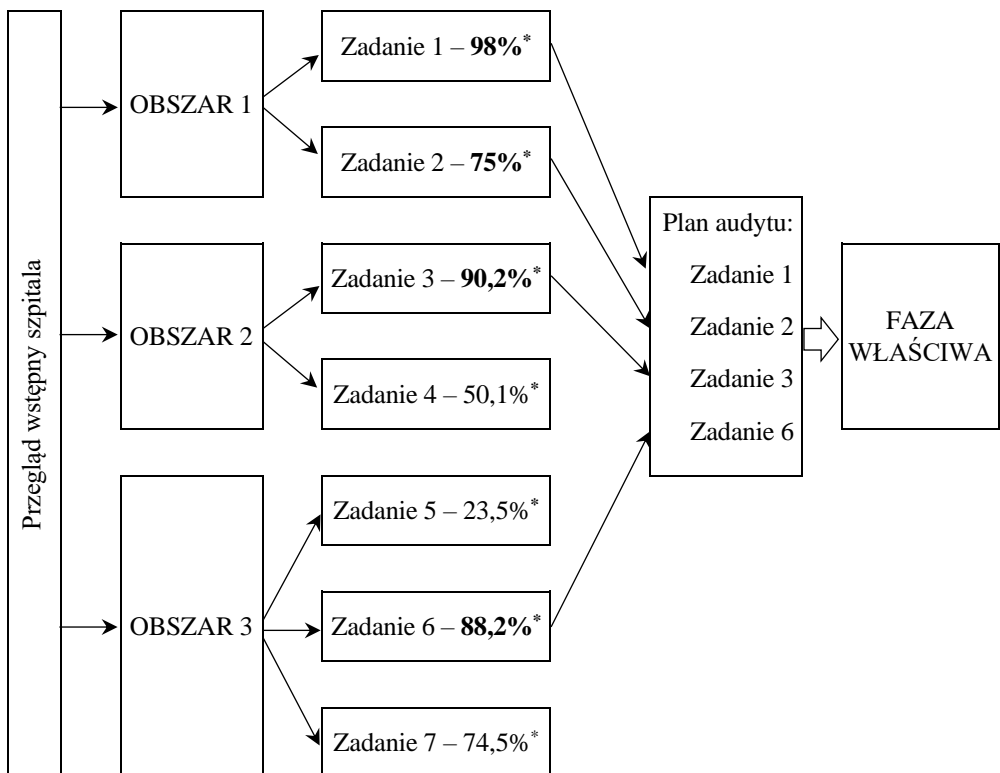 Przegląd wstępny szpitala
OBSZAR 1
Zadanie 1 – 98%*
Zadanie 2 – 75%*
OBSZAR 2
Zadanie 3 – 90,2%*
Zadanie 4 – 50,1%*
OBSZAR 3
Zadanie 5 – 23,5%*
Zadanie 6 – 88,2%*
Zadanie 7 – 74,5%*
Plan audytu:
Zadanie 1
Zadanie 2
Zadanie 3
Zadanie 6
FAZA
WŁAŚCIWA